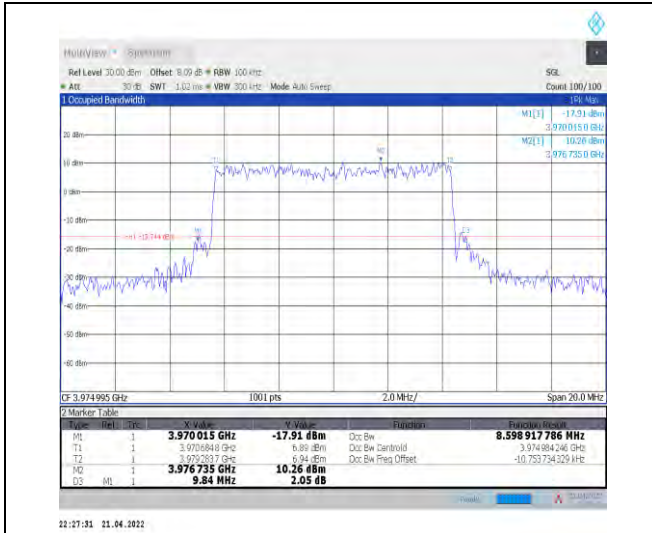 MultiView Spectrum
Ref Level 30.00 dBm Offset 8.09 dB RBW 100 kHz SGL
Att 30 dB SWT 1.02 ms VBW 300 kHz Mode Auto Sweep Count 100/100
1 Occupied Bandwidth 1Pk Max
M1[1] -17.91 dBm
3.970015 0 GHz
M2[1] 10.26 dBm
3.976 735 0 GHz
20 dBm
M2
10 dBm T1 T2
0 dBm
-10 dBm
M1 D3
-20 dBm
-30 dBm
-40 dBm
-50 dBm
-60 dBm
CF 3.974995 GHz 1001 pts 2.0 MHz/ Span 20.0 MHz
2 Marker Table
Type Ref Trc X-Value Y-Value Function Function Result
M1 1 3.970015 GHz -17.91 dBm Occ Bw 8.598 917 786 MHz
T1 1 3.9706848 GHz 6.89 dBm Occ Bw Centroid 3.974984246 GHz
T2 1 3.9792837 GHz 6.94 dBm Occ Bw Freq Offset -10.753734329 kHz
M2 1 3.976735 GHz 10.26 dBm
D3 M1 1 9.84 MHz 2.05 dB
22:27:31 21.04.2022